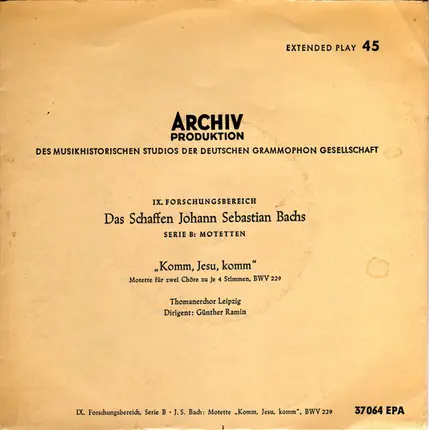 EXTENDED PLAY 45
ARCHIV
PRODUKTION
DES MUSIKHISTORISCHEN STUDIOS DER DEUTSCHEN GRAMMOPHON GESELLSCHAFT
IX. FORSCHUNGSBEREICH
Das Schaffen Johann Sebastian Bachs
SERIE B: MOTETTEN
„Komm, Jesu, komm“
Motette für zwei Chöre zu je 4 Stimmen, BWV 229
Thomanerchor Leipzig
Dirigent: Günther Ramin
IX. Forschungsbereich, Serie B · J. S. Bach: Motette „Komm, Jesu, komm“, BWV 229 37064 EPA